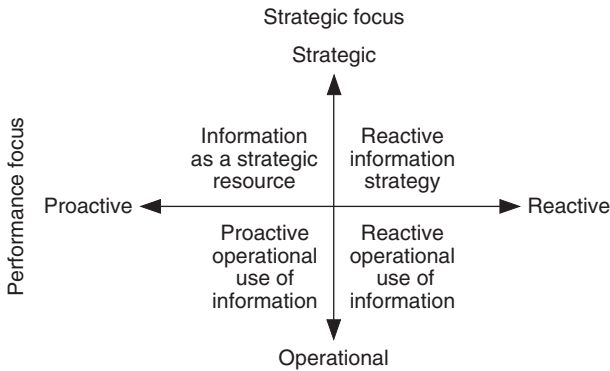 Strategic focus
Strategic
Performance focus
Information
as a strategic
resource
Reactive
information
strategy
Proactive
Reactive
Proactive
operational
use of
information
Reactive
operational
use of
information
Operational